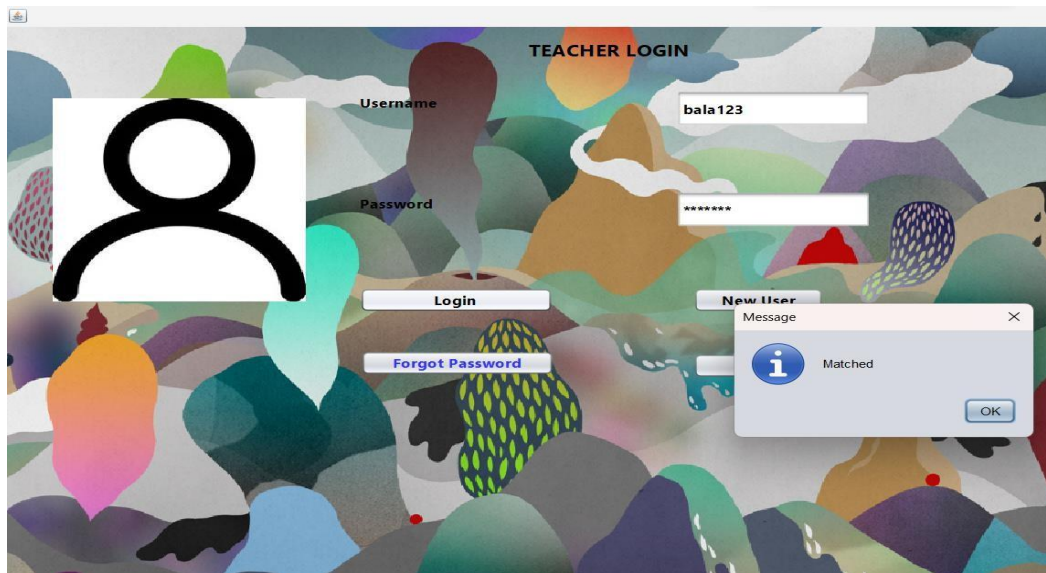 TEACHER LOGIN
Username
bala123
Password
*******
Login
New User
Message
Matched
Forgot Password
OK